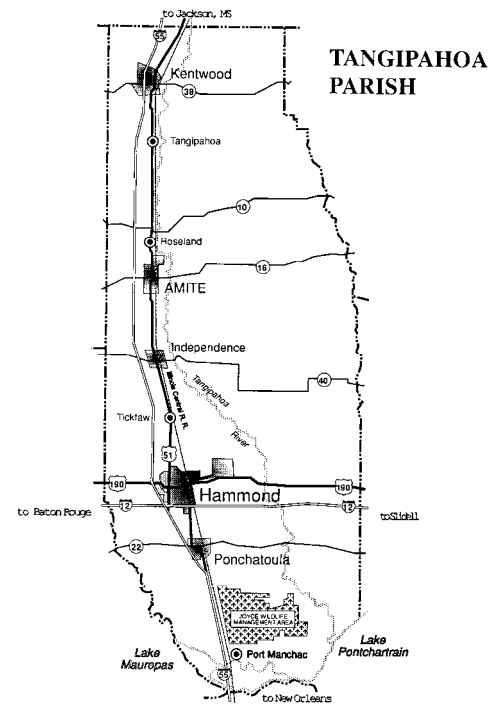 to Jackson, MS
55
TANGIPAHOA
PARISH
Kentwood
38
Tangipahoa
10
Roseland
16
AMITE
Independence
40
Tangipahoa
River
Illinois Central R. R.
Tickfaw
51
190
190
Hammond
12
12
to Baton Rouge
to Slidell
22
Ponchatoula
JOYCE WILDLIFE
MANAGEMENT AREA
Lake
Maurepas
Port Manchac
Lake
Pontchartrain
55
to New Orleans